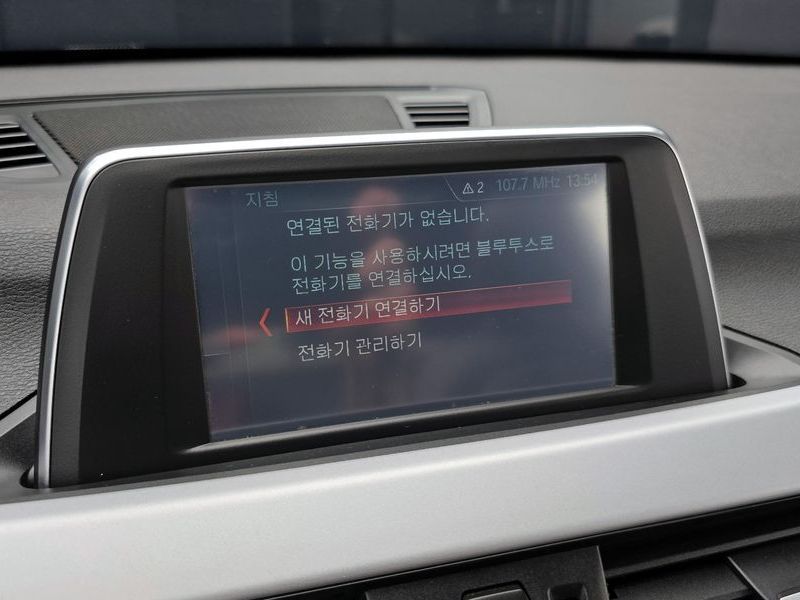 지침 ⚠2 107.7 MHz 13:54
연결된 전화기가 없습니다.
이 기능을 사용하시려면 블루투스로
전화기를 연결하십시오.
새 전화기 연결하기
전화기 관리하기